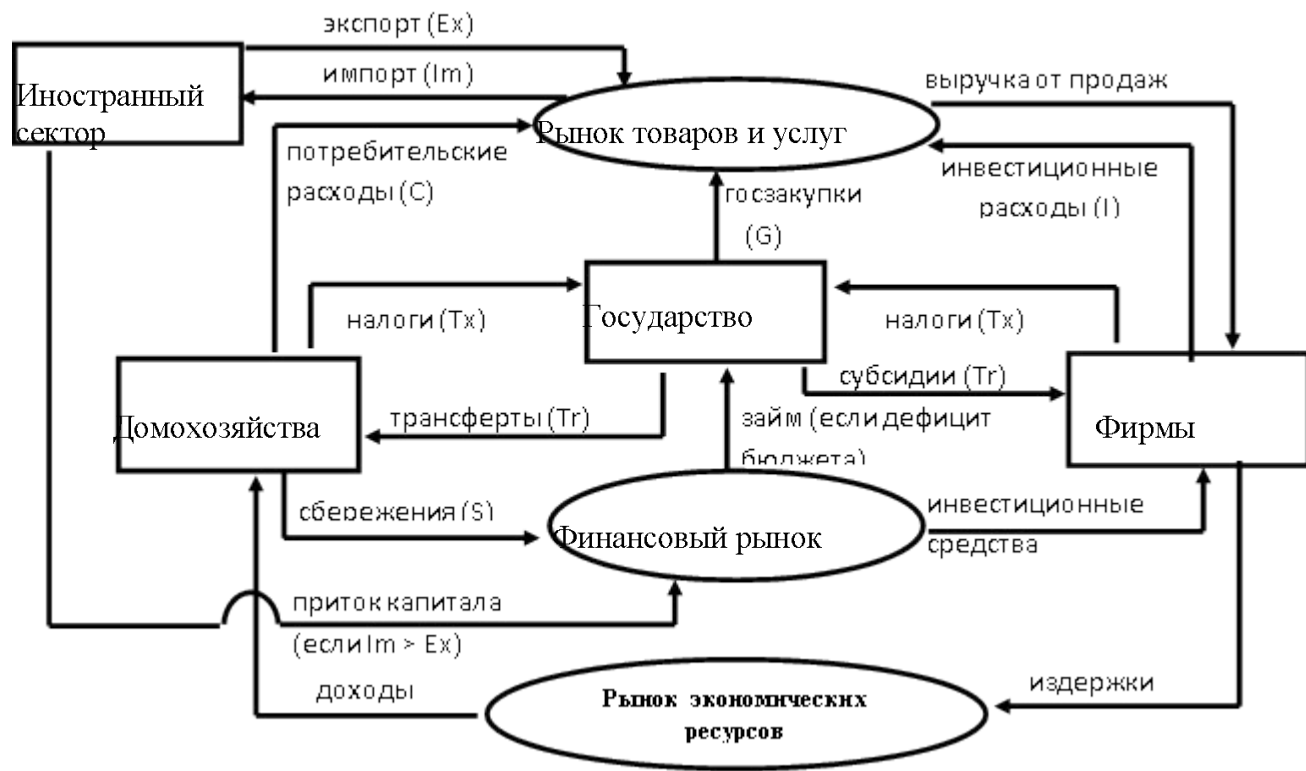 экспорт (Ex)
импорт (Im)
Иностранный
сектор
выручка от продаж
Рынок товаров и услуг
потребительские
расходы (C)
инвестиционные
расходы (I)
госзакупки
(G)
налоги (Tx)
Государство
налоги (Tx)
субсидии (Tr)
Домохозяйства
трансферты (Tr)
займ (если дефицит
бюджета)
Фирмы
сбережения (S)
Финансовый рынок
инвестиционные
средства
приток капитала
(если Im > Ex)
доходы
Рынок экономических
ресурсов
издержки